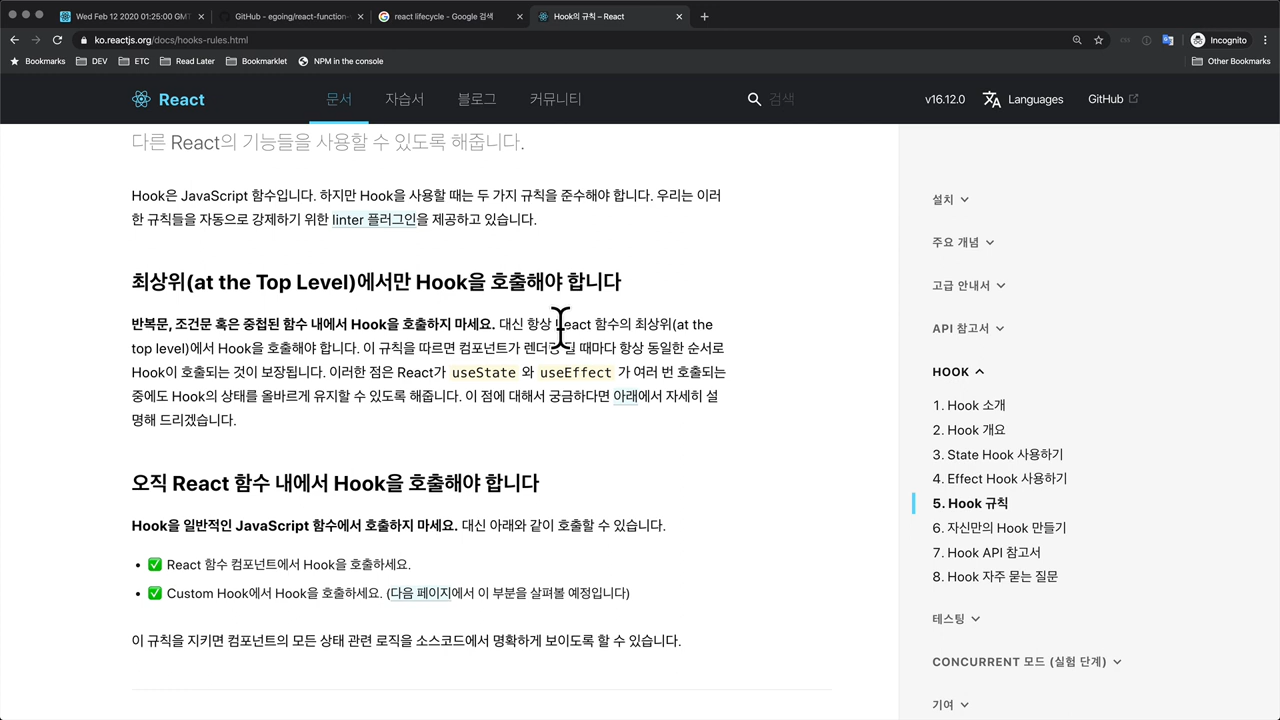 Wed Feb 12 2020 01:25:00 GMT
GitHub - egoing/react-function-
react lifecycle - Google 검색
Hook의 규칙 – React
ko.reactjs.org/docs/hooks-rules.html
Incognito
Bookmarks
DEV
ETC
Read Later
Bookmarklet
NPM in the console
Other Bookmarks
React
문서
자습서
블로그
커뮤니티
검색
v16.12.0
Languages
GitHub
다른 React의 기능들을 사용할 수 있도록 해줍니다.
Hook은 JavaScript 함수입니다. 하지만 Hook을 사용할 때는 두 가지 규칙을 준수해야 합니다. 우리는 이러
한 규칙들을 자동으로 강제하기 위한 linter 플러그인을 제공하고 있습니다.
최상위(at the Top Level)에서만 Hook을 호출해야 합니다
반복문, 조건문 혹은 중첩된 함수 내에서 Hook을 호출하지 마세요. 대신 항상 React 함수의 최상위(at the
top level)에서 Hook을 호출해야 합니다. 이 규칙을 따르면 컴포넌트가 렌더링 될 때마다 항상 동일한 순서로
Hook이 호출되는 것이 보장됩니다. 이러한 점은 React가 useState 와 useEffect 가 여러 번 호출되는
중에도 Hook의 상태를 올바르게 유지할 수 있도록 해줍니다. 이 점에 대해서 궁금하다면 아래에서 자세히 설
명해 드리겠습니다.
오직 React 함수 내에서 Hook을 호출해야 합니다
Hook을 일반적인 JavaScript 함수에서 호출하지 마세요. 대신 아래와 같이 호출할 수 있습니다.
• ✅ React 함수 컴포넌트에서 Hook을 호출하세요.
• ✅ Custom Hook에서 Hook을 호출하세요. (다음 페이지에서 이 부분을 살펴볼 예정입니다)
이 규칙을 지키면 컴포넌트의 모든 상태 관련 로직을 소스코드에서 명확하게 보이도록 할 수 있습니다.
설치
주요 개념
고급 안내서
API 참고서
HOOK
1. Hook 소개
2. Hook 개요
3. State Hook 사용하기
4. Effect Hook 사용하기
5. Hook 규칙
6. 자신만의 Hook 만들기
7. Hook API 참고서
8. Hook 자주 묻는 질문
테스팅
CONCURRENT 모드 (실험 단계)
기여